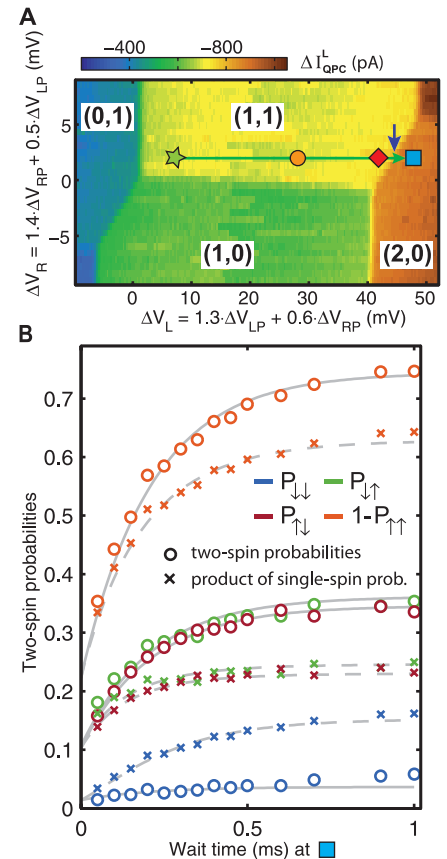 A
−400 −800 Δ I^L_QPC (pA)
(0,1) (1,1)
(1,0) (2,0)
5
0
−5
ΔV_R = 1.4·ΔV_RP + 0.5·ΔV_LP (mV)
0 10 20 30 40 50
ΔV_L = 1.3·ΔV_LP + 0.6·ΔV_RP (mV)
B
0.7
0.6
0.5
0.4
0.3
0.2
0.1
0
Two-spin probabilities
P↓↓ P↓↑
P↑↓ 1-P↑↑
two-spin probabilities
product of single-spin prob.
0 0.5 1
Wait time (ms) at